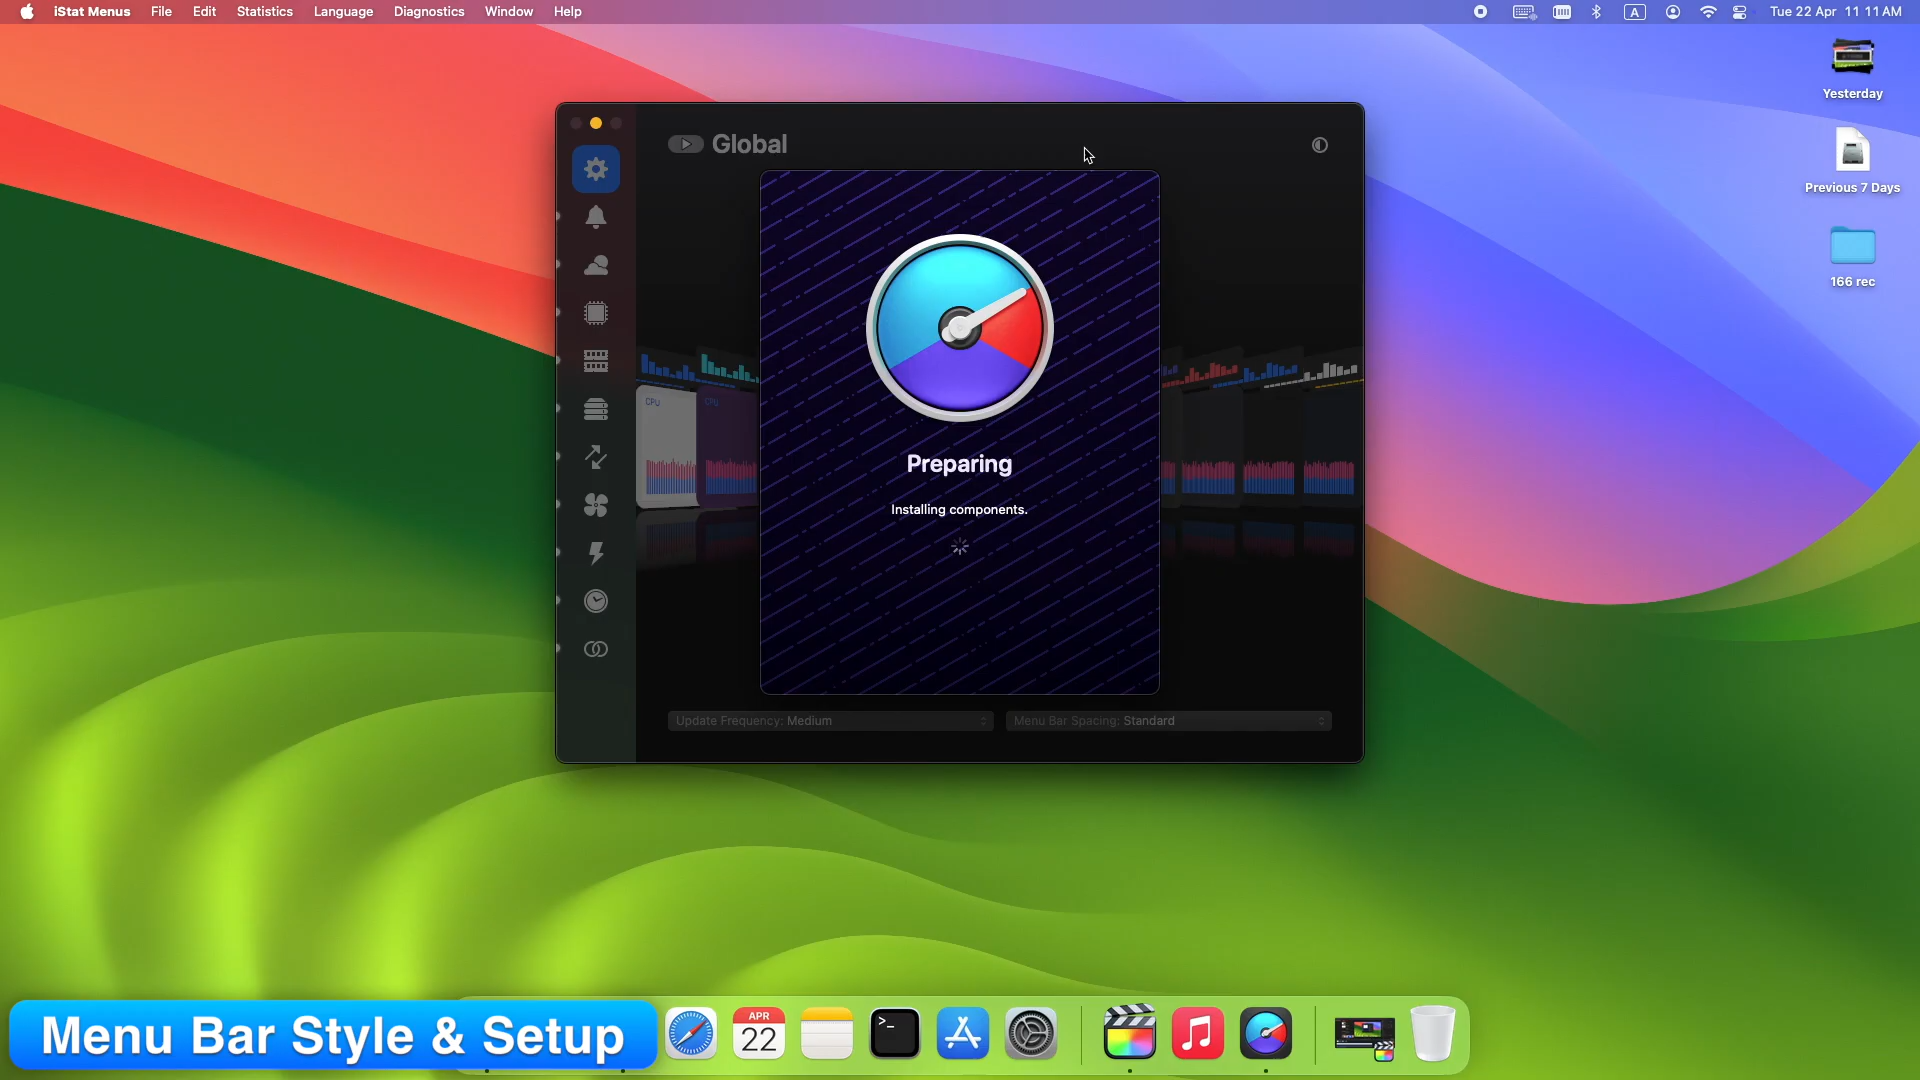 iStat Menus File Edit Statistics Language Diagnostics Window Help A Tue 22 Apr 11 11 AM
Yesterday
Previous 7 Days
166 rec
Global
CPU CPU
Preparing
Installing components.
Update Frequency: Medium Menu Bar Spacing: Standard
Menu Bar Style & Setup
APR
22
>_